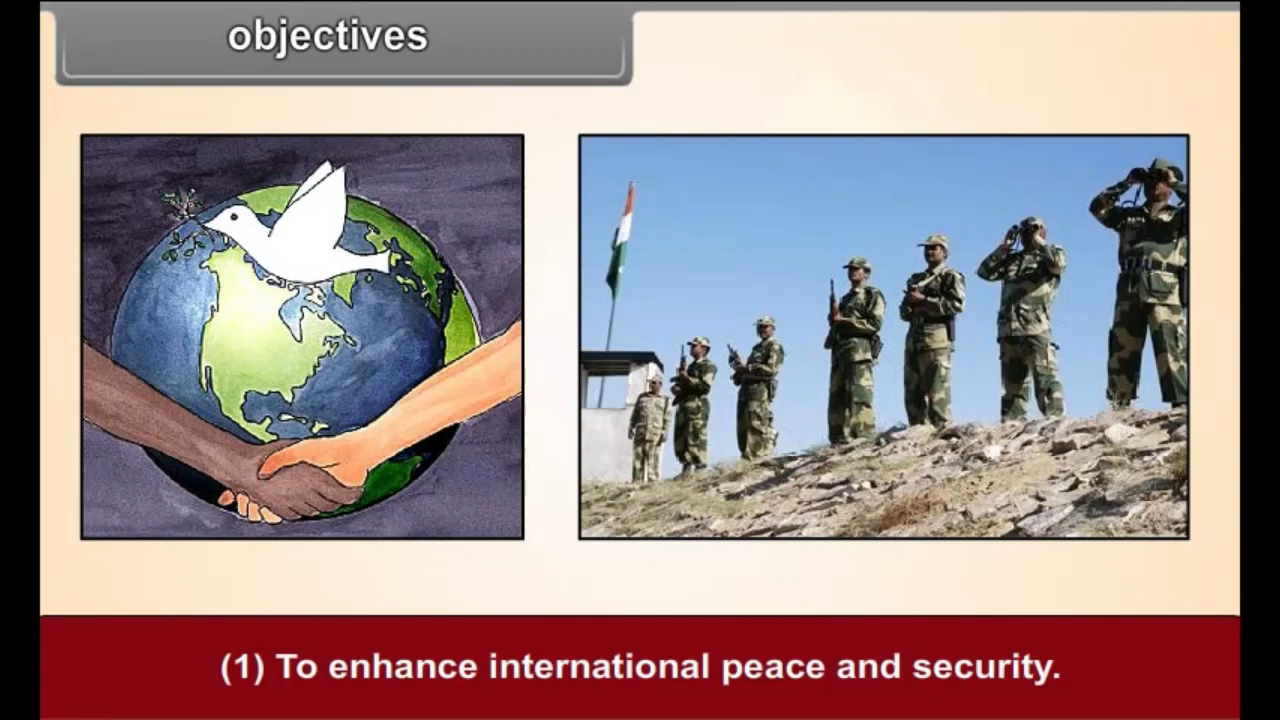 objectives
(1) To enhance international peace and security.